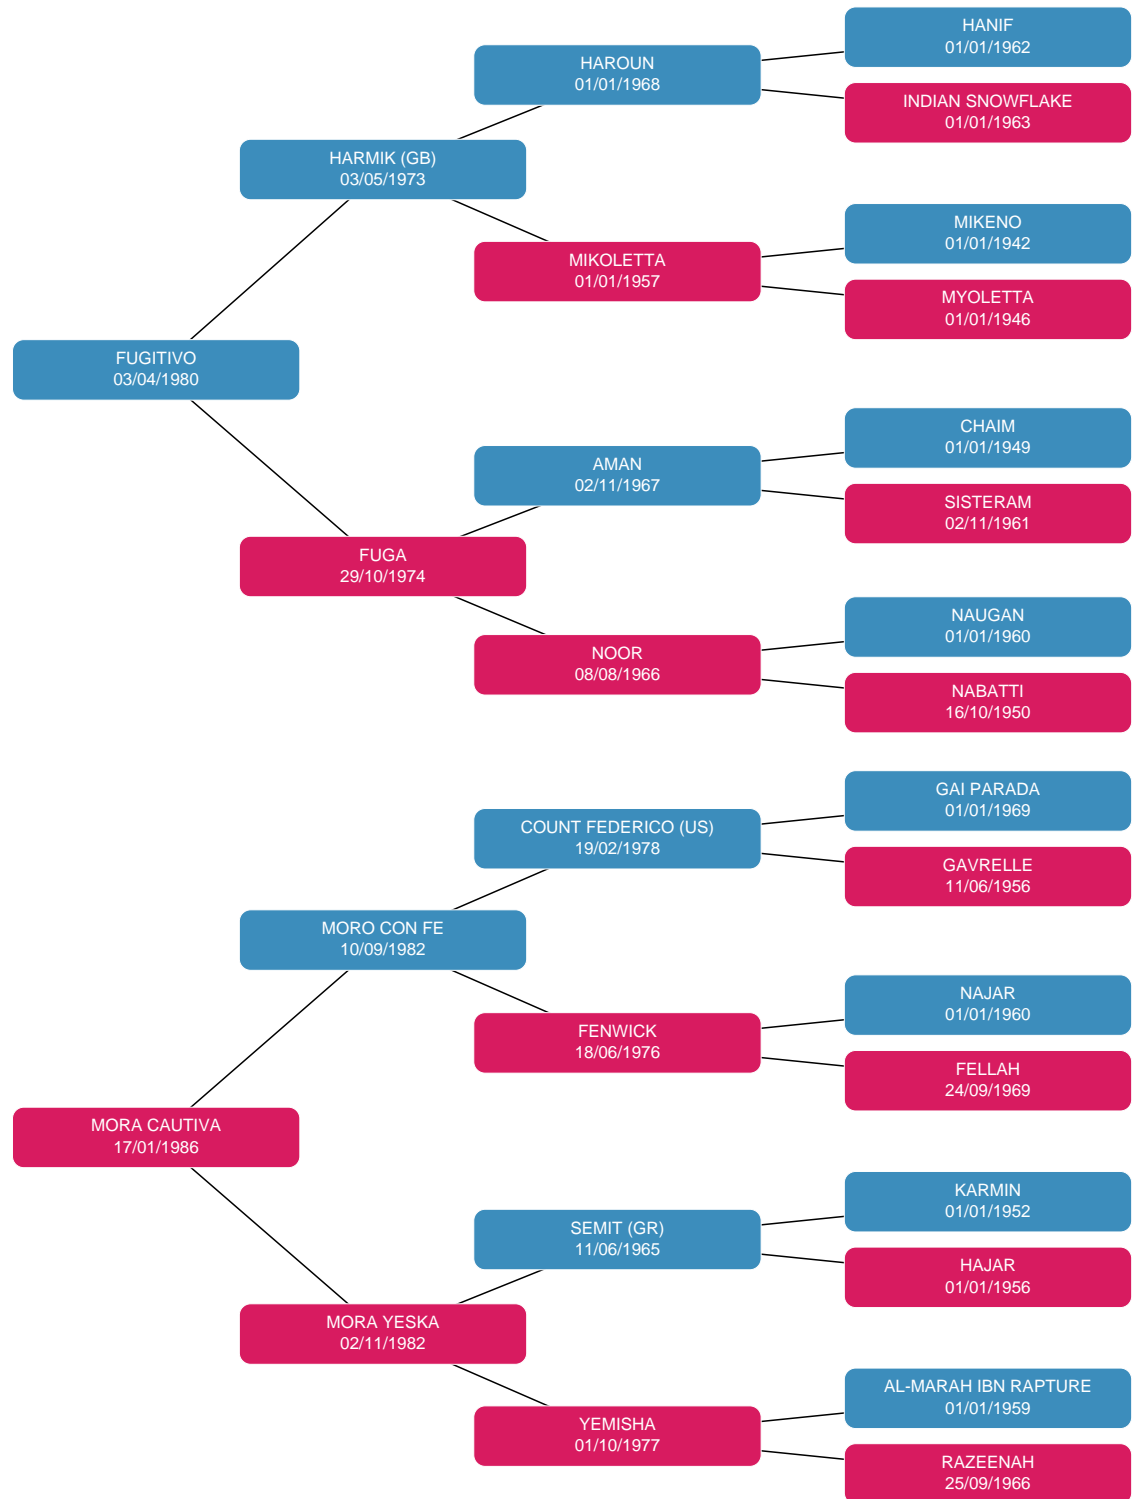 HANIF
01/01/1962
HAROUN
01/01/1968
INDIAN SNOWFLAKE
01/01/1963
HARMIK (GB)
03/05/1973
MIKENO
01/01/1942
MIKOLETTA
01/01/1957
MYOLETTA
01/01/1946
FUGITIVO
03/04/1980
CHAIM
01/01/1949
AMAN
02/11/1967
SISTERAM
02/11/1961
FUGA
29/10/1974
NAUGAN
01/01/1960
NOOR
08/08/1966
NABATTI
16/10/1950
GAI PARADA
01/01/1969
COUNT FEDERICO (US)
19/02/1978
GAVRELLE
11/06/1956
MORO CON FE
10/09/1982
NAJAR
01/01/1960
FENWICK
18/06/1976
FELLAH
24/09/1969
MORA CAUTIVA
17/01/1986
KARMIN
01/01/1952
SEMIT (GR)
11/06/1965
HAJAR
01/01/1956
MORA YESKA
02/11/1982
AL-MARAH IBN RAPTURE
01/01/1959
YEMISHA
01/10/1977
RAZEENAH
25/09/1966